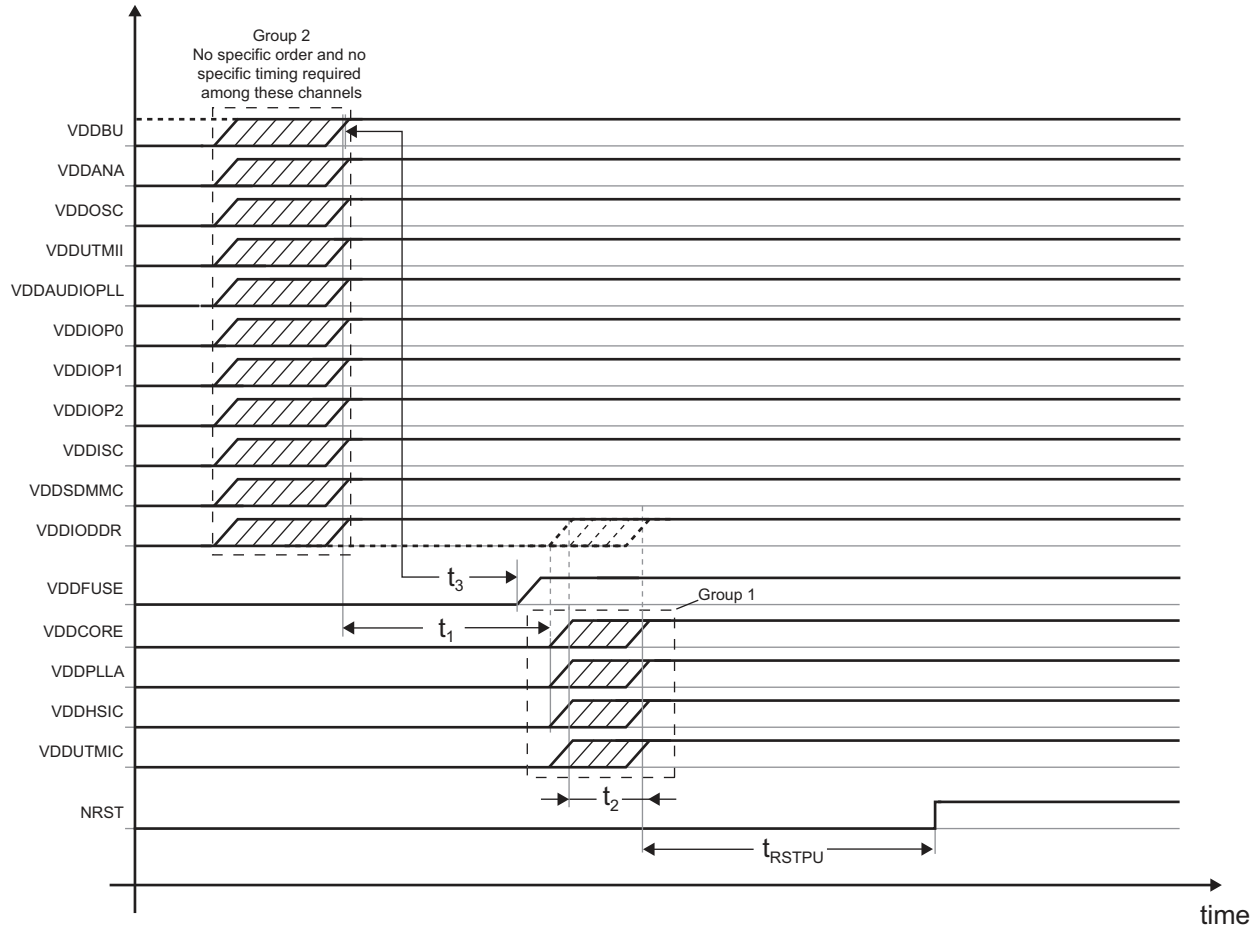 Group 2
No specific order and no
specific timing required
among these channels
VDDBU
VDDANA
VDDOSC
VDDUTMII
VDDAUDIOPLL
VDDIOP0
VDDIOP1
VDDIOP2
VDDISC
VDDSDMMC
VDDIODDR
t3
VDDFUSE
Group 1
VDDCORE
t1
VDDPLLA
VDDHSIC
VDDUTMIC
t2
NRST
tRSTPU
time